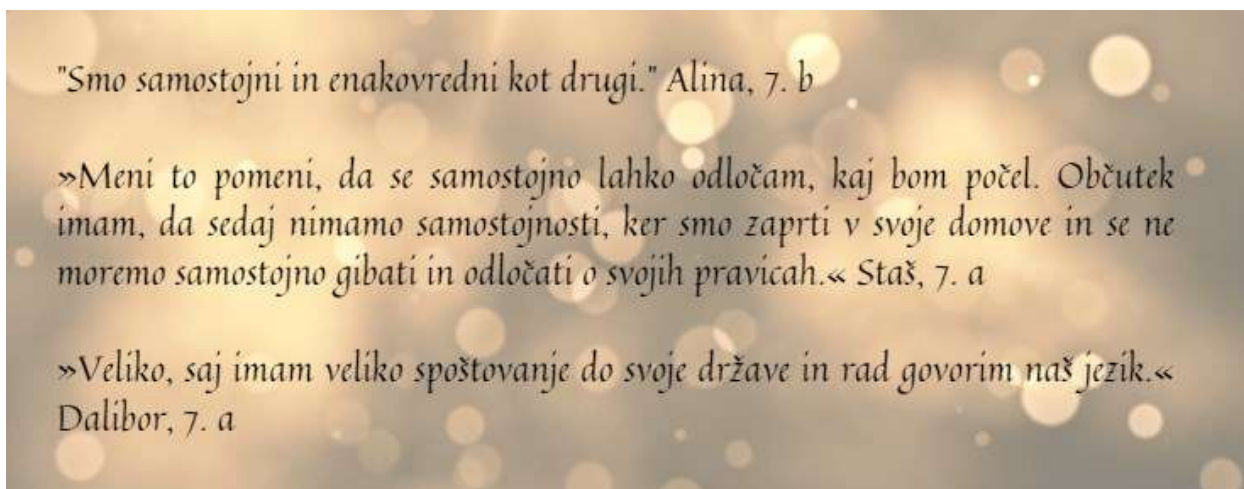 "Smo samostojni in enakovredni kot drugi." Alina, 7. b
»Meni to pomeni, da se samostojno lahko odločam, kaj bom počel. Občutek
imam, da sedaj nimamo samostojnosti, ker smo zaprti v svoje domove in se ne
moremo samostojno gibati in odločati o svojih pravicah.« Staš, 7. a
»Veliko, saj imam veliko spoštovanje do svoje države in rad govorim naš jezik.«
Dalibor, 7. a